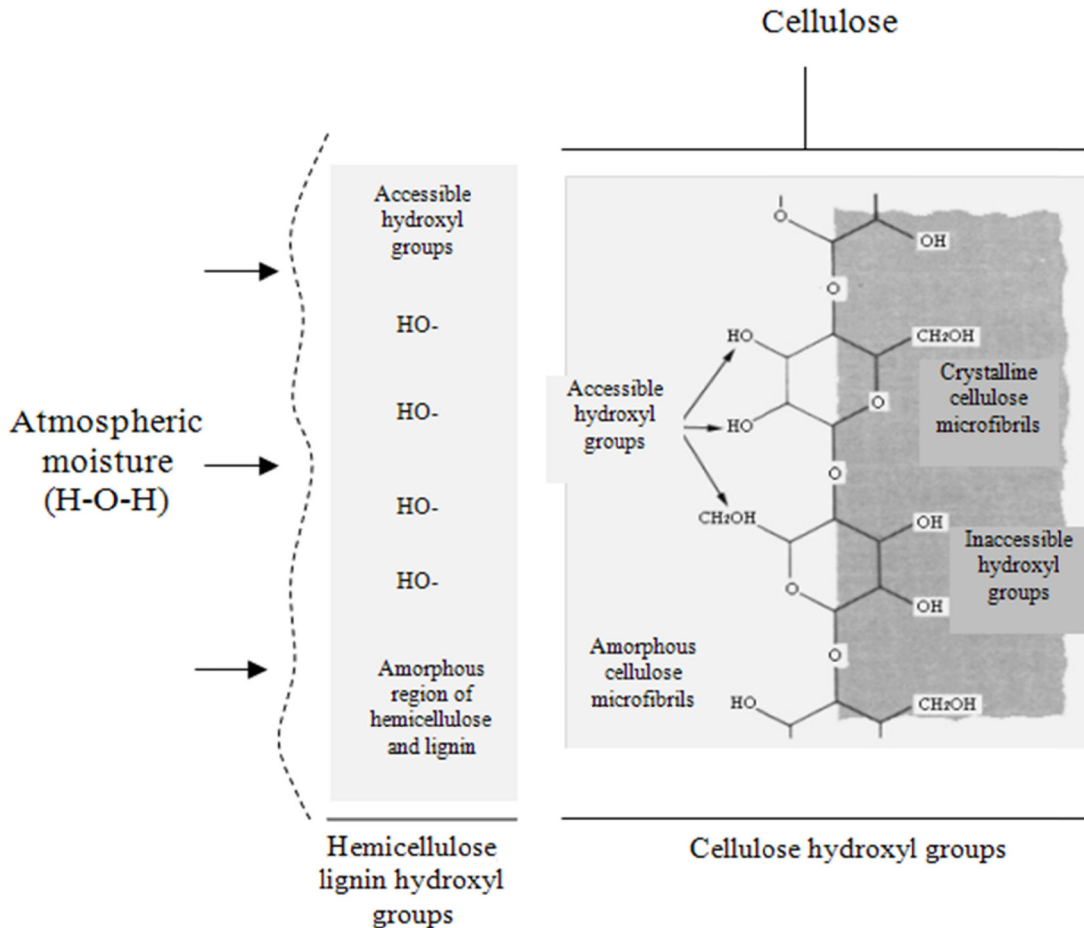 Cellulose
Accessible
hydroxyl
groups
HO-
HO-
HO-
HO-
Amorphous
region of
hemicellulose
and lignin
Atmospheric
moisture
(H-O-H)
Hemicellulose
lignin hydroxyl
groups
O
OH
O
HO
CH2OH
Accessible
hydroxyl
groups
Crystalline
cellulose
microfibrils
O
HO
O
CH2OH
OH
Inaccessible
hydroxyl
groups
O
OH
O
Amorphous
cellulose
microfibrils
HO
CH2OH
Cellulose hydroxyl groups